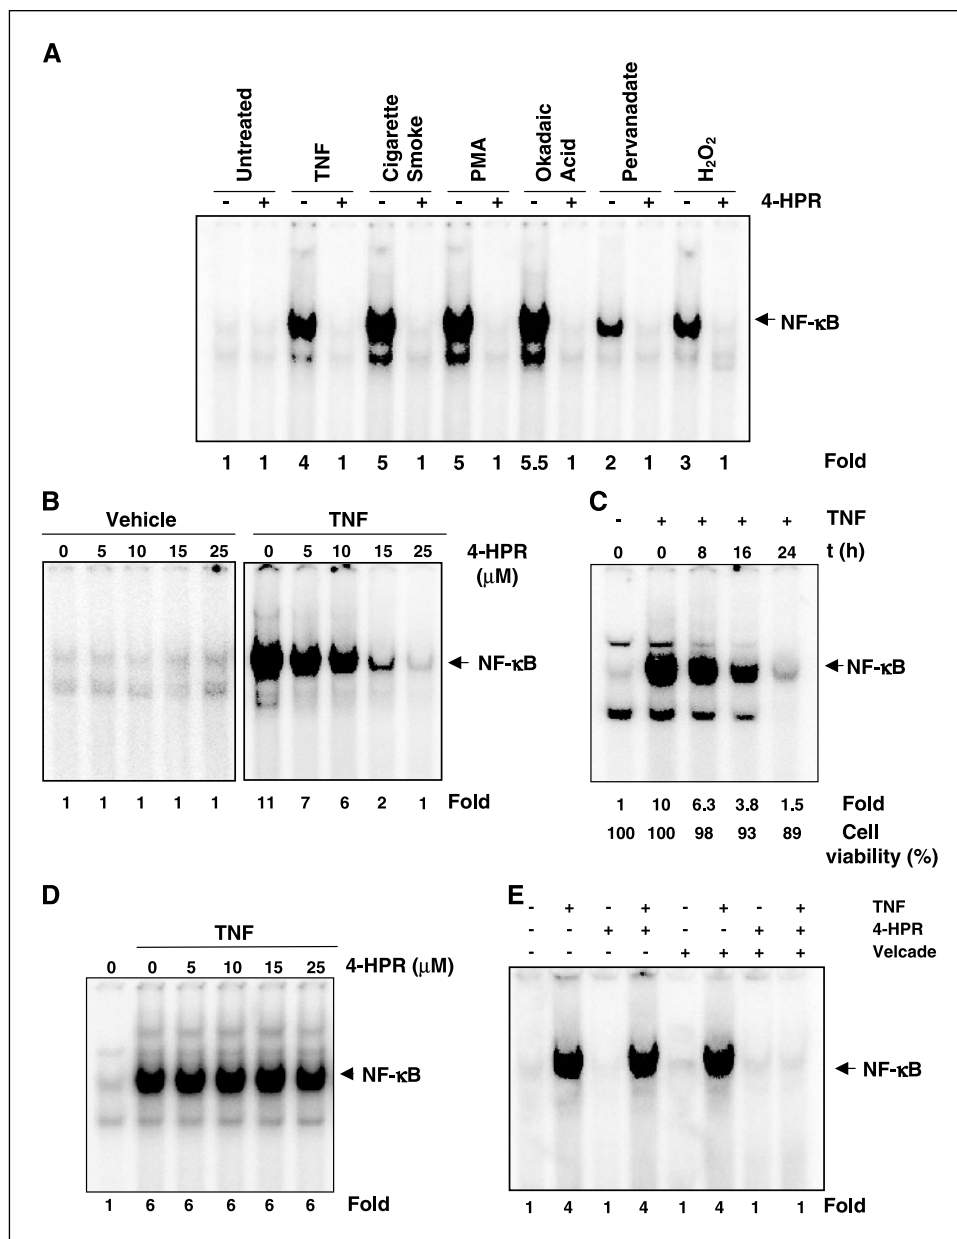 A
Untreated
TNF
Cigarette Smoke
PMA
Okadaic Acid
Pervanadate
H₂O₂
- + - + - + - + - + - + - + 4-HPR
NF-κB
1 1 4 1 5 1 5 1 5.5 1 2 1 3 1 Fold
B
Vehicle TNF
0 5 10 15 25 0 5 10 15 25 4-HPR (μM)
NF-κB
1 1 1 1 1 11 7 6 2 1 Fold
C
- + + + + TNF
0 0 8 16 24 t (h)
NF-κB
1 10 6.3 3.8 1.5 Fold
100 100 98 93 89 Cell viability (%)
D
TNF
0 0 5 10 15 25 4-HPR (μM)
NF-κB
1 6 6 6 6 6 Fold
E
- + - + - + - + TNF
- - + + - - + + 4-HPR
- - - - + + + + Velcade
NF-κB
1 4 1 4 1 4 1 1 Fold